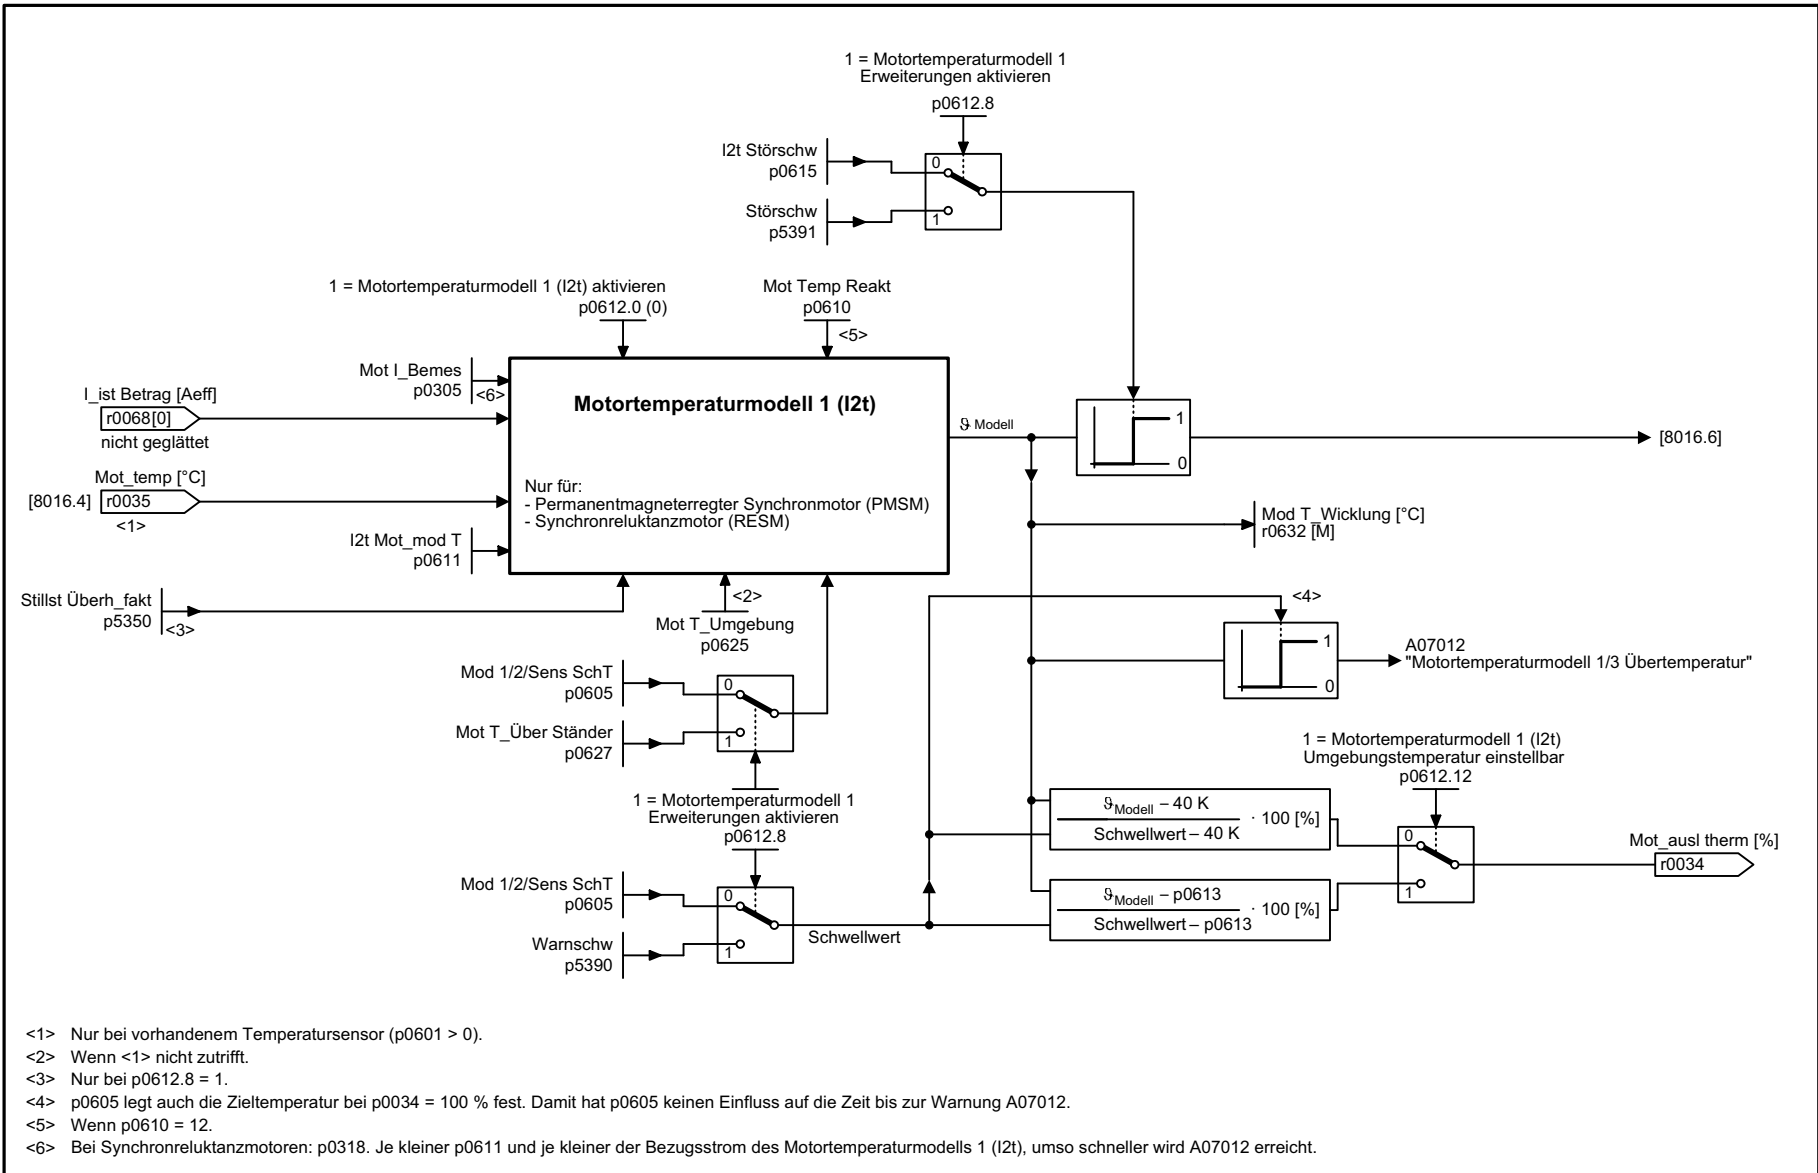 1 = Motortemperaturmodell 1
Erweiterungen aktivieren
p0612.8
I2t Störschw
p0615
0
Störschw
p5391
1
1 = Motortemperaturmodell 1 (I2t) aktivieren
p0612.0 (0)
Mot Temp Reakt
p0610
<5>
Mot I_Bemes
p0305
<6>
I_ist Betrag [Aeff]
r0068[0]
nicht geglättet
Motortemperaturmodell 1 (I2t)
ϑ Modell
1
0
[8016.6]
Mot_temp [°C]
[8016.4]
r0035
<1>
Nur für:
- Permanentmagneterregter Synchronmotor (PMSM)
- Synchronreluktanzmotor (RESM)
Mod T_Wicklung [°C]
r0632 [M]
I2t Mot_mod T
p0611
Stillst Überh_fakt
p5350
<3>
<2>
Mot T_Umgebung
p0625
<4>
1
0
A07012
"Motortemperaturmodell 1/3 Übertemperatur"
Mod 1/2/Sens SchT
p0605
0
Mot T_Über Ständer
p0627
1
1 = Motortemperaturmodell 1
Erweiterungen aktivieren
p0612.8
1 = Motortemperaturmodell 1 (I2t)
Umgebungstemperatur einstellbar
p0612.12
ϑModell – 40 K
Schwellwert – 40 K
· 100 [%]
0
1
Mot_ausl therm [%]
r0034
Mod 1/2/Sens SchT
p0605
0
ϑModell – p0613
Schwellwert – p0613
· 100 [%]
Warnschw
p5390
1
Schwellwert
<1> Nur bei vorhandenem Temperatursensor (p0601 > 0).
<2> Wenn <1> nicht zutrifft.
<3> Nur bei p0612.8 = 1.
<4> p0605 legt auch die Zieltemperatur bei p0034 = 100 % fest. Damit hat p0605 keinen Einfluss auf die Zeit bis zur Warnung A07012.
<5> Wenn p0610 = 12.
<6> Bei Synchronreluktanzmotoren: p0318. Je kleiner p0611 und je kleiner der Bezugsstrom des Motortemperaturmodells 1 (I2t), umso schneller wird A07012 erreicht.